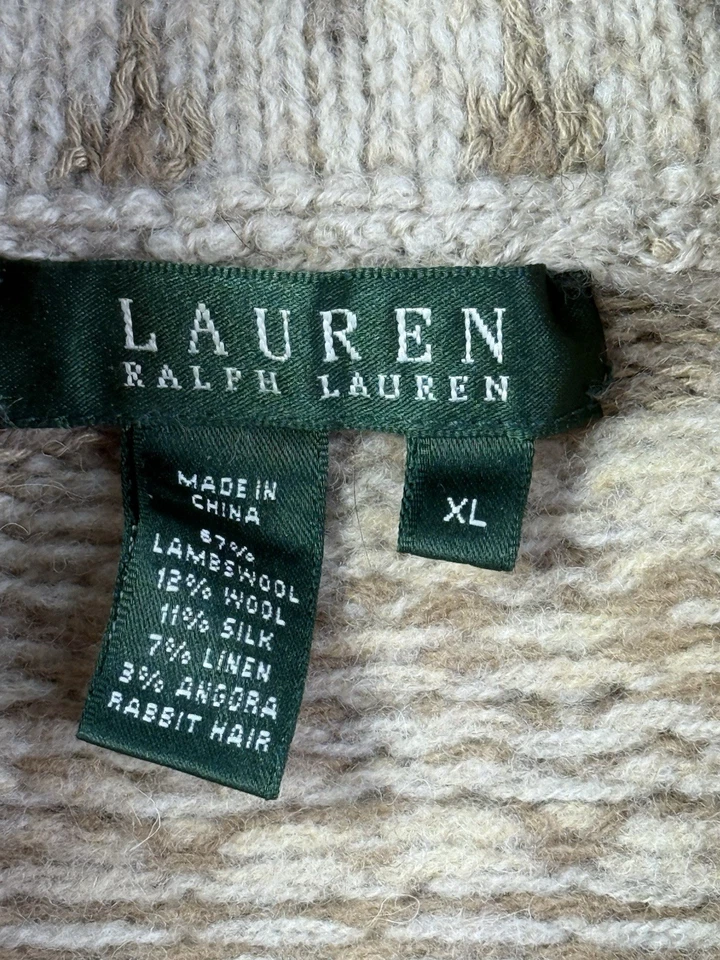 LAUREN
RALPH LAUREN
MADE IN
CHINA
67%
LAMBSWOOL
12% WOOL
11% SILK
7% LINEN
3% ANGORA
RABBIT HAIR
XL